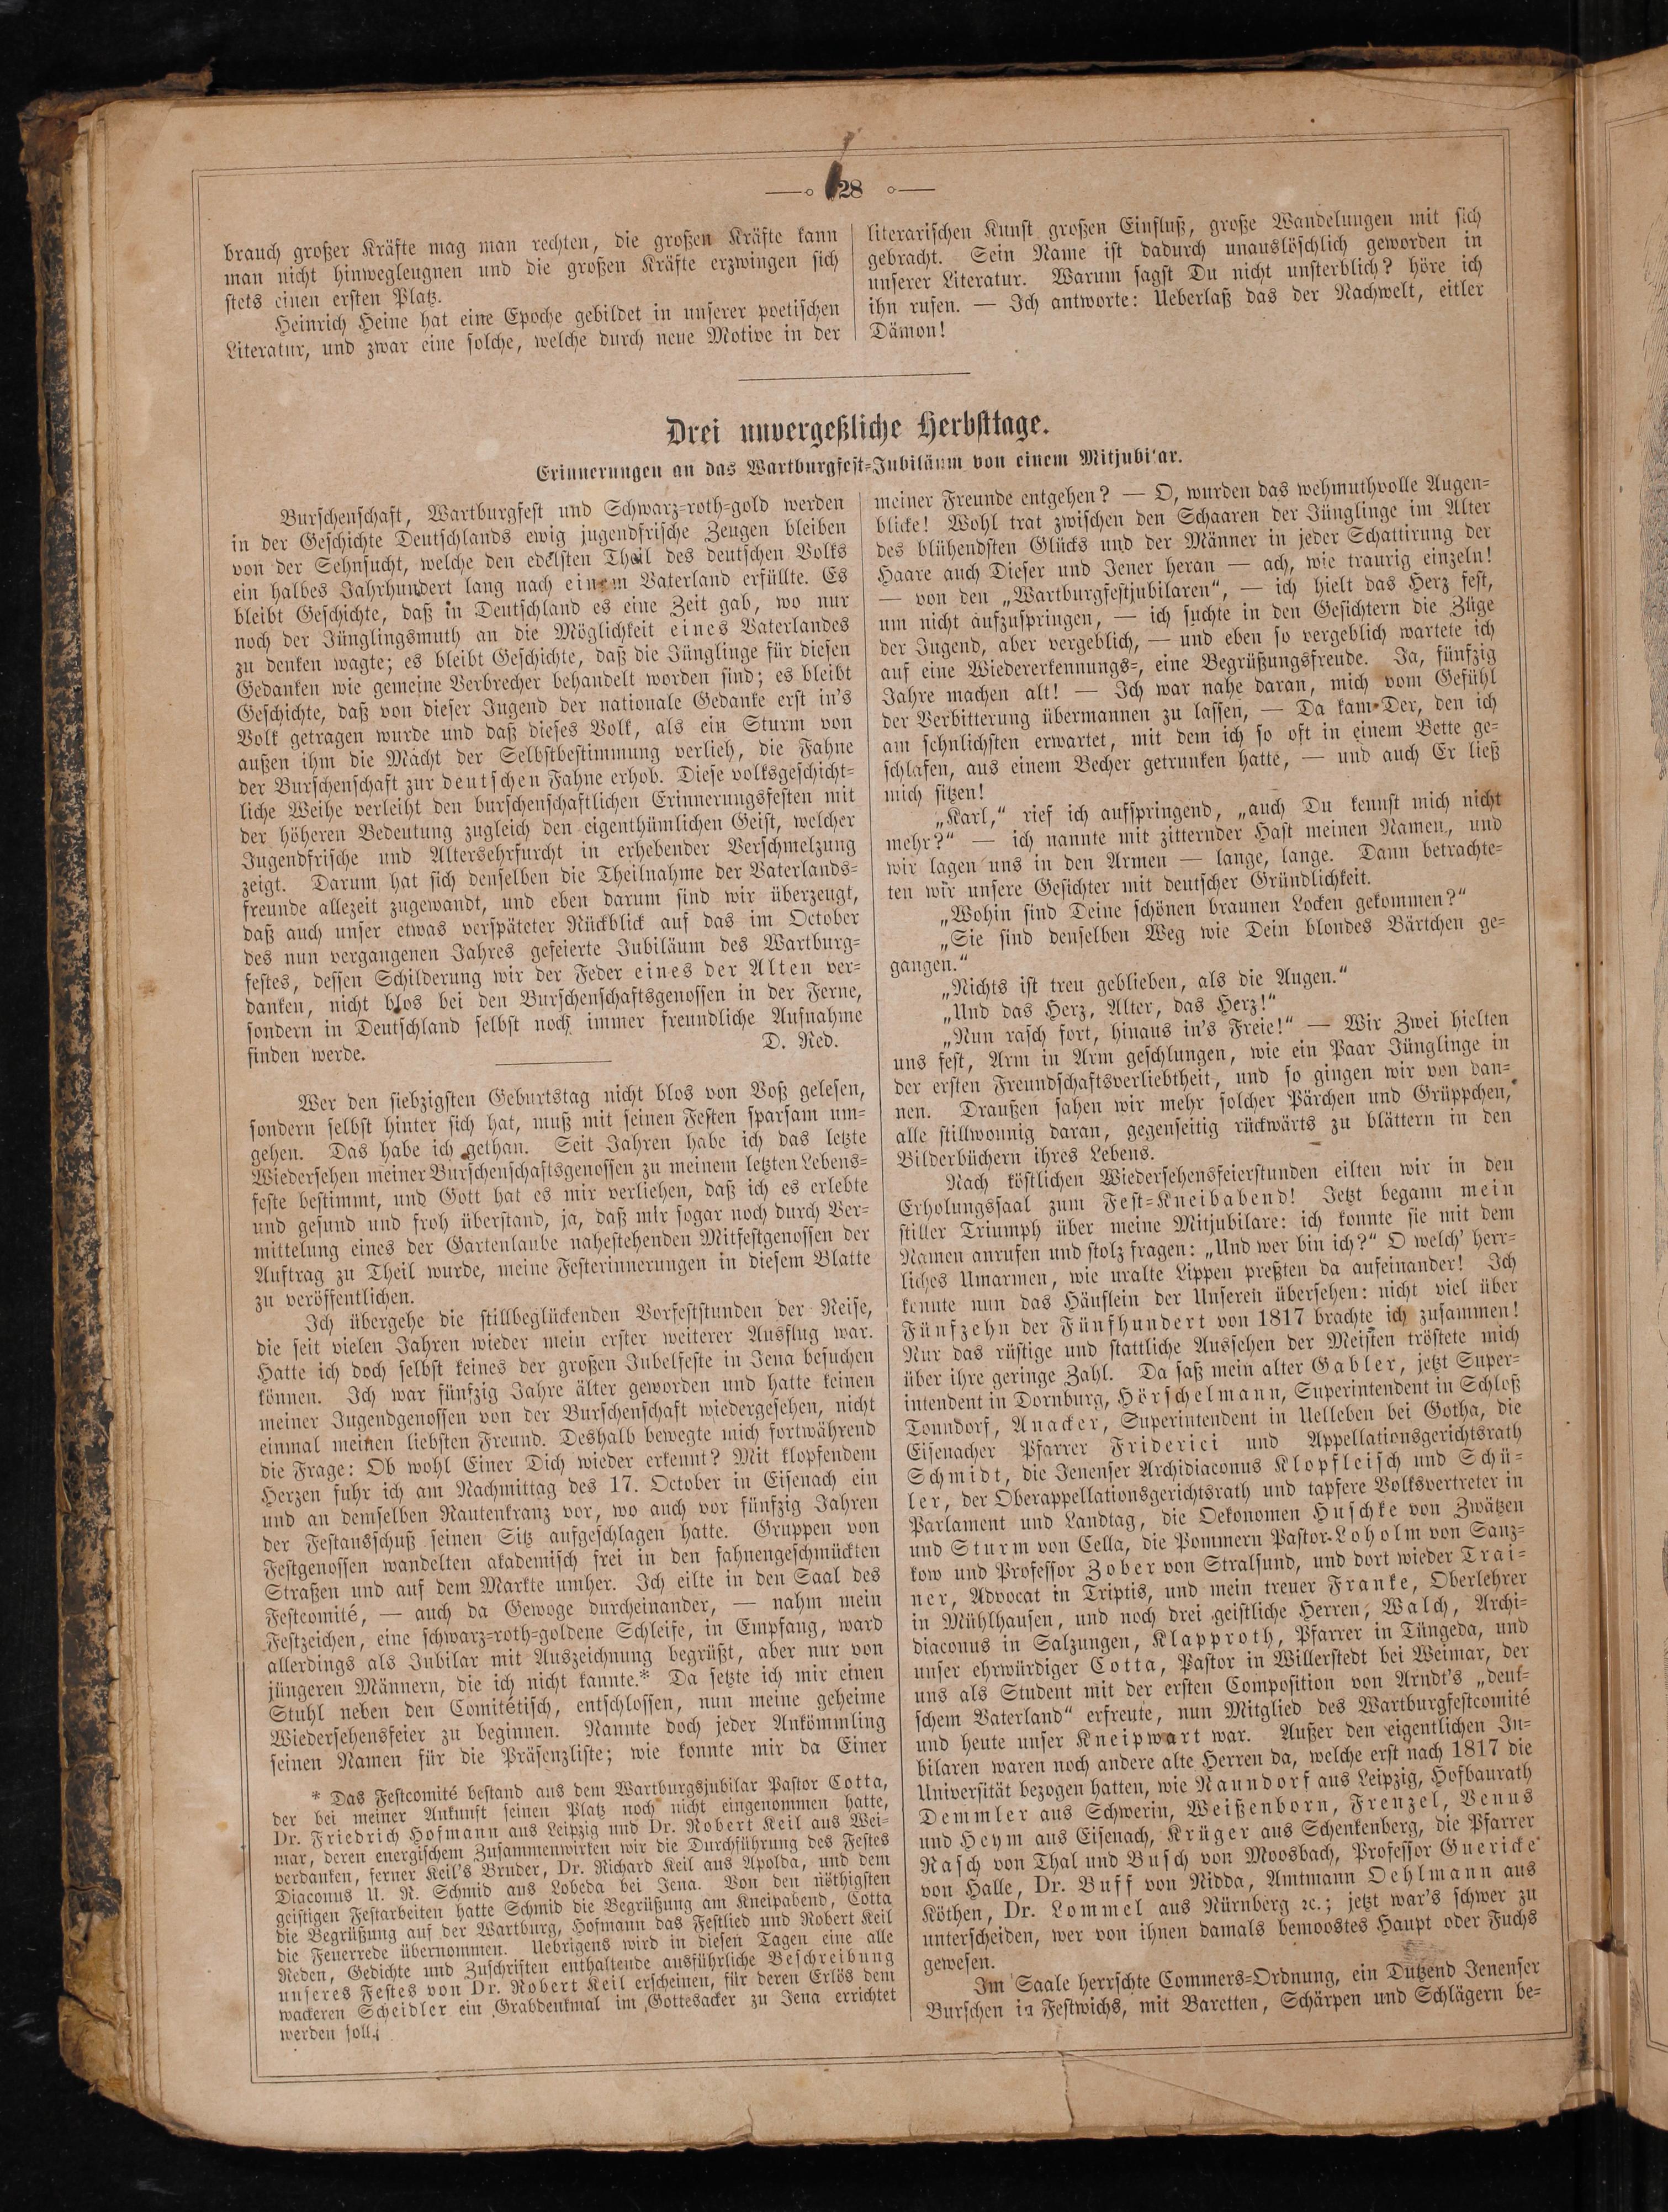 28
brauch großer Kräfte mag man rechten, die großen Kräfte kann
man nicht hinwegleugnen und die großen Kräfte erzwingen sich
stets einen ersten Platz.
Heinrich Heine hat eine Epoche gebildet in unserer poetischen
Literatur, und zwar eine solche, welche durch neue Motive in der
literarischen Kunst großen Einfluß, große Wandelungen mit sich
gebracht. Sein Name ist dadurch unauslöschlich geworden in
unserer Literatur. Warum sagst Du nicht unsterblich? höre ich
ihn rufen. — Ich antworte: Ueberlaß das der Nachwelt, eitler
Dämon!
Drei unvergeßliche Herbsttage.
Erinnerungen an das Wartburgfest-Jubiläum von einem Mitjubilar.
Burschenschaft, Wartburgfest und Schwarz-roth-gold werden
in der Geschichte Deutschlands ewig jugendfrische Zeugen bleiben
von der Sehnsucht, welche den edelsten Theil des deutschen Volks
ein halbes Jahrhundert lang nach einem Vaterland erfüllte. Es
bleibt Geschichte, daß in Deutschland es eine Zeit gab, wo nur
noch der Jünglingsmuth an die Möglichkeit eines Vaterlandes
zu denken wagte; es bleibt Geschichte, daß die Jünglinge für diesen
Gedanken wie gemeine Verbrecher behandelt worden sind; es bleibt
Geschichte, daß von dieser Jugend der nationale Gedanke erst in's
Volk getragen wurde und daß dieses Volk, als ein Sturm von
außen ihm die Macht der Selbstbestimmung verlieh, die Fahne
der Burschenschaft zur deutschen Fahne erhob. Diese volksgeschicht-
liche Weihe verleiht den burschenschaftlichen Erinnerungsfesten mit
der höheren Bedeutung zugleich den eigenthümlichen Geist, welcher
Jugendfrische und Altersehrfurcht in erhebender Verschmelzung
zeigt. Darum hat sich denselben die Theilnahme der Vaterlands-
freunde allezeit zugewandt, und eben darum sind wir überzeugt,
daß auch unser etwas verspäteter Rückblick auf das im October
des nun vergangenen Jahres gefeierte Jubiläum des Wartburg-
festes, dessen Schilderung wir der Feder eines der Alten ver-
danken, nicht blos bei den Burschenschaftsgenossen in der Ferne,
sondern in Deutschland selbst noch immer freundliche Aufnahme
finden werde. D. Red.
Wer den siebzigsten Geburtstag nicht blos von Voß gelesen,
sondern selbst hinter sich hat, muß mit seinen Festen sparsam um-
gehen. Das habe ich gethan. Seit Jahren habe ich das letzte
Wiedersehen meiner Burschenschaftsgenossen zu meinem letzten Lebens-
feste bestimmt, und Gott hat es mir verliehen, daß ich es erlebte
und gesund und froh überstand, ja, daß mir sogar noch durch Ver-
mittelung eines der Gartenlaube nahestehenden Mitfestgenossen der
Auftrag zu Theil wurde, meine Festerinnerungen in diesem Blatte
zu veröffentlichen.
Ich übergehe die stillbeglückenden Vorfeststunden der Reise,
die seit vielen Jahren wieder mein erster weiterer Ausflug war.
Hatte ich doch selbst keines der großen Jubelfeste in Jena besuchen
können. Ich war fünfzig Jahre älter geworden und hatte keinen
meiner Jugendgenossen von der Burschenschaft wiedergesehen, nicht
einmal meinen liebsten Freund. Deshalb bewegte mich fortwährend
die Frage: Ob wohl Einer Dich wieder erkennt? Mit klopfendem
Herzen fuhr ich am Nachmittag des 17. October in Eisenach ein
und an demselben Rautenkranz vor, wo auch vor fünfzig Jahren
der Festausschuß seinen Sitz aufgeschlagen hatte. Gruppen von
Festgenossen wandelten akademisch frei in den fahnengeschmückten
Straßen und auf dem Markte umher. Ich eilte in den Saal des
Festcomité, — auch da Gewoge durcheinander, — nahm mein
Festzeichen, eine schwarz-roth-goldene Schleife, in Empfang, ward
allerdings als Jubilar mit Auszeichnung begrüßt, aber nur von
jüngeren Männern, die ich nicht kannte.* Da setzte ich mir einen
Stuhl neben den Comitétisch, entschlossen, nun meine geheime
Wiedersehensfeier zu beginnen. Nannte doch jeder Ankömmling
seinen Namen für die Präsenzliste; wie konnte mir da Einer
* Das Festcomité bestand aus dem Wartburgsjubilar Pastor Cotta,
der bei meiner Ankunft seinen Platz noch nicht eingenommen hatte,
Dr. Friedrich Hofmann aus Leipzig und Dr. Robert Keil aus Wei-
mar, deren energischem Zusammenwirken wir die Durchführung des Festes
verdanken, ferner Keil's Bruder, Dr. Richard Keil aus Apolda, und dem
Diaconus U. R. Schmid aus Lobeda bei Jena. Von den nöthigsten
geistigen Festarbeiten hatte Schmid die Begrüßung am Kneipabend, Cotta
die Begrüßung auf der Wartburg, Hofmann das Festlied und Robert Keil
die Feuerrede übernommen. Uebrigens wird in diesen Tagen eine alle
Reden, Gedichte und Zuschriften enthaltende ausführliche Beschreibung
unseres Festes von Dr. Robert Keil erscheinen, für deren Erlös dem
wackeren Scheidler ein Grabdenkmal im Gottesacker zu Jena errichtet
werden soll.
meiner Freunde entgehen? — O, wurden das wehmuthvolle Augen-
blicke! Wohl trat zwischen den Schaaren der Jünglinge im Alter
des blühendsten Glücks und der Männer in jeder Schattirung der
Haare auch Dieser und Jener heran — ach, wie traurig einzeln!
— von den „Wartburgfestjubilaren“, — ich hielt das Herz fest,
um nicht aufzuspringen, — ich suchte in den Gesichtern die Züge
der Jugend, aber vergeblich, — und eben so vergeblich wartete ich
auf eine Wiedererkennungs-, eine Begrüßungsfreude. Ja, fünfzig
Jahre machen alt! — Ich war nahe daran, mich vom Gefühl
der Verbitterung übermannen zu lassen, — Da kam Der, den ich
am sehnlichsten erwartet, mit dem ich so oft in einem Bette ge-
schlafen, aus einem Becher getrunken hatte, — und auch Er ließ
mich sitzen!
„Karl,“ rief ich aufspringend, „auch Du kennst mich nicht
mehr?“ — ich nannte mit zitternder Hast meinen Namen, und
wir lagen uns in den Armen — lange, lange. Dann betrachte-
ten wir unsere Gesichter mit deutscher Gründlichkeit.
„Wohin sind Deine schönen braunen Locken gekommen?“
„Sie sind denselben Weg wie Dein blondes Bärtchen ge-
gangen.“
„Nichts ist treu geblieben, als die Augen.“
„Und das Herz, Alter, das Herz!“
„Nun rasch fort, hinaus in's Freie!“ — Wir Zwei hielten
uns fest, Arm in Arm geschlungen, wie ein Paar Jünglinge in
der ersten Freundschaftsverliebtheit, und so gingen wir von dan-
nen. Draußen sahen wir mehr solcher Pärchen und Grüppchen,
alle stillwonnig daran, gegenseitig rückwärts zu blättern in den
Bilderbüchern ihres Lebens.
Nach köstlichen Wiedersehensfeierstunden eilten wir in den
Erholungssaal zum Fest-Kneibabend! Jetzt begann mein
stiller Triumph über meine Mitjubilare: ich konnte sie mit dem
Namen anrufen und stolz fragen: „Und wer bin ich?“ O welch' herr-
liches Umarmen, wie uralte Lippen preßten da aufeinander! Ich
konnte nun das Häuflein der Unseren übersehen: nicht viel über
Fünfzehn der Fünfhundert von 1817 brachte ich zusammen!
Nur das rüstige und stattliche Aussehen der Meisten tröstete mich
über ihre geringe Zahl. Da saß mein alter Gabler, jetzt Super-
intendent in Dornburg, Hörschelmann, Superintendent in Schloß
Tonndorf, Anacker, Superintendent in Uelleben bei Gotha, die
Eisenacher Pfarrer Friderici und Appellationsgerichtsrath
Schmidt, die Jenenser Archidiaconus Klopfleisch und Schü-
ler, der Oberappellationsgerichtsrath und tapfere Volksvertreter in
Parlament und Landtag, die Oekonomen Huschke von Zwätzen
und Sturm von Cella, die Pommern Pastor Loholm von Sanz-
kow und Professor Zober von Stralsund, und dort wieder Trai-
ner, Advocat in Triptis, und mein treuer Franke, Oberlehrer
in Mühlhausen, und noch drei geistliche Herren, Walch, Archi-
diaconus in Salzungen, Klapproth, Pfarrer in Tüngeda, und
unser ehrwürdiger Cotta, Pastor in Willerstedt bei Weimar, der
uns als Student mit der ersten Composition von Arndt's „deut-
schem Vaterland“ erfreute, nun Mitglied des Wartburgfestcomité
und heute unser Kneipwart war. Außer den eigentlichen Ju-
bilaren waren noch andere alte Herren da, welche erst nach 1817 die
Universität bezogen hatten, wie Naundorf aus Leipzig, Hofbaurath
Demmler aus Schwerin, Weißenborn, Frenzel, Venus
und Heym aus Eisenach, Krüger aus Schenkenberg, die Pfarrer
Rasch von Thal und Busch von Moosbach, Professor Guericke
von Halle, Dr. Buff von Nidda, Amtmann Oehlmann aus
Köthen, Dr. Lommel aus Nürnberg ꝛc.; jetzt war's schwer zu
unterscheiden, wer von ihnen damals bemoostes Haupt oder Fuchs
gewesen.
Im Saale herrschte Commers-Ordnung, ein Dutzend Jenenser
Burschen in Festwichs, mit Baretten, Schärpen und Schlägern be-